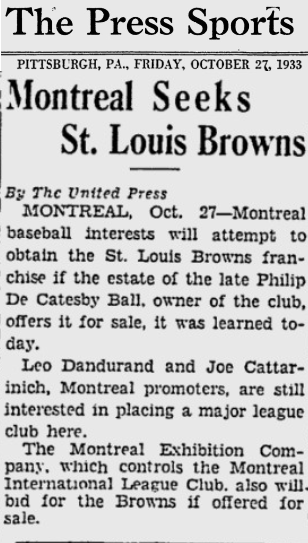 The Press Sports
PITTSBURGH, PA., FRIDAY, OCTOBER 27, 1933
Montreal Seeks
St. Louis Browns
By The United Press
MONTREAL, Oct. 27—Montreal
baseball interests will attempt to
obtain the St. Louis Browns fran-
chise if the estate of the late Philip
De Catesby Ball, owner of the club,
offers it for sale, it was learned to-
day.
Leo Dandurand and Joe Cattar-
inich, Montreal promoters, are still
interested in placing a major league
club here.
The Montreal Exhibition Com-
pany, which controls the Montreal
International League Club, also will
bid for the Browns if offered for
sale.